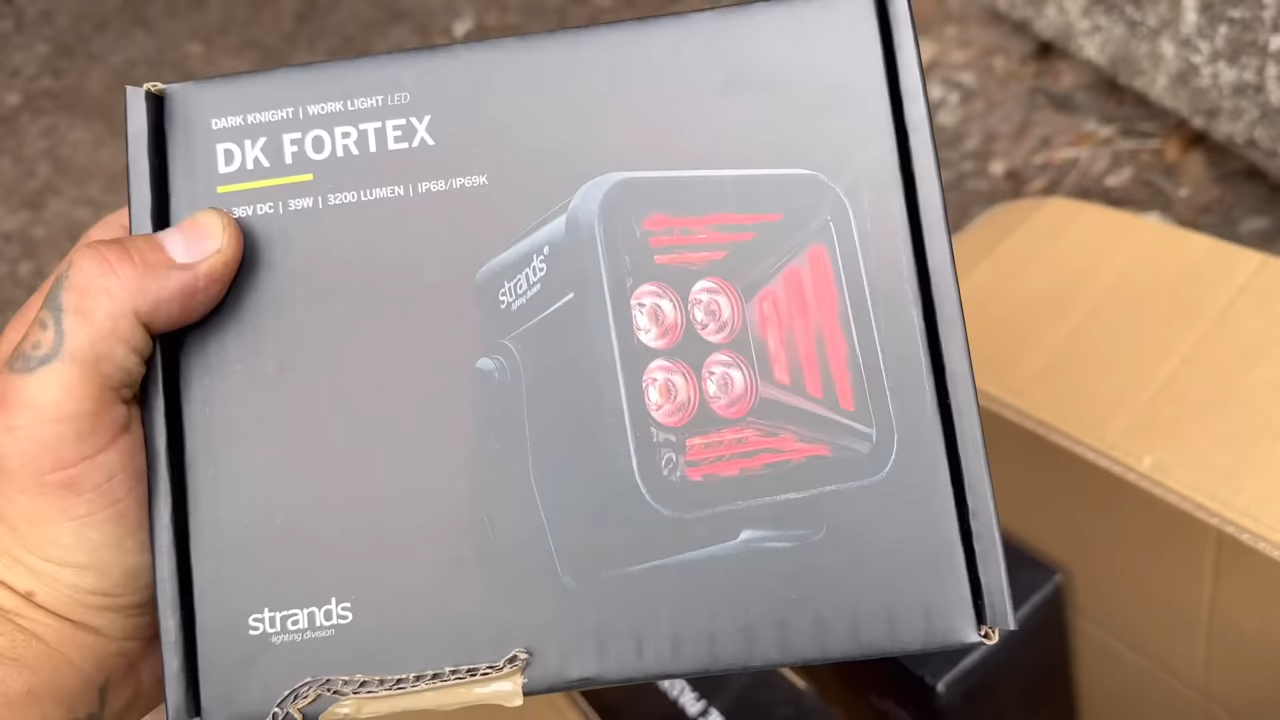 DARK KNIGHT | WORK LIGHT LED
DK FORTEX
36V DC | 39W | 3200 LUMEN | IP68/IP69K
strands®
lighting division
strands
lighting division